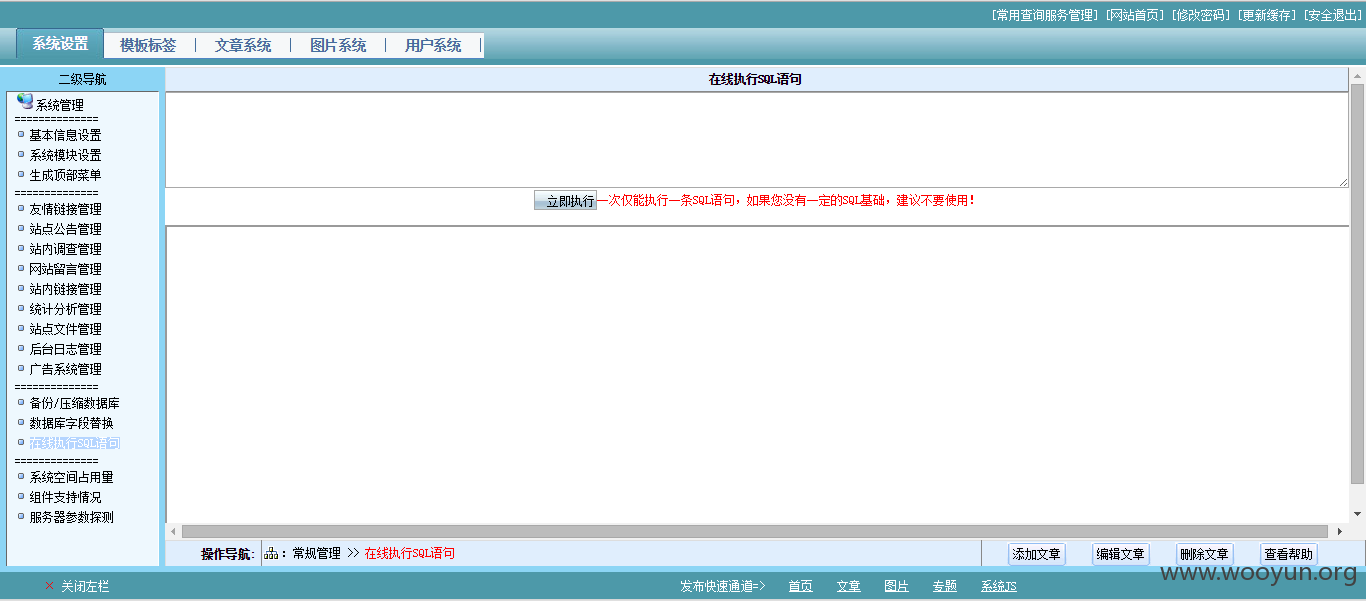 [常用查询服务管理] [网站首页] [修改密码] [更新缓存] [安全退出]
系统设置 模板标签 | 文章系统 | 图片系统 | 用户系统 |
二级导航
在线执行SQL语句
系统管理
==============
基本信息设置
系统模块设置
生成顶部菜单
==============
友情链接管理
站点公告管理
站内调查管理
网站留言管理
站内链接管理
统计分析管理
站点文件管理
后台日志管理
广告系统管理
==============
备份/压缩数据库
数据库字段替换
在线执行SQL语句
==============
系统空间占用量
组件支持情况
服务器参数探测
立即执行 一次仅能执行一条SQL语句，如果您没有一定的SQL基础，建议不要使用！
操作导航: ：常规管理 >> 在线执行SQL语句
添加文章 编辑文章 删除文章 查看帮助
www.wooyun.org
× 关闭左栏
发布快速通道=> 首页 文章 图片 专题 系统JS